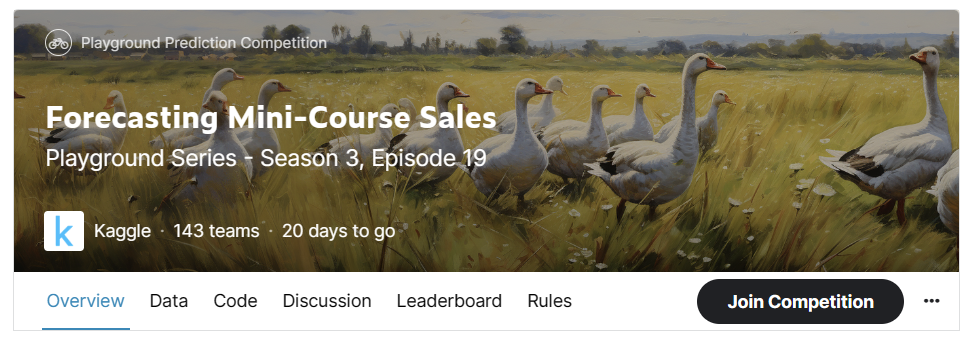 Playground Prediction Competition
Forecasting Mini-Course Sales
Playground Series - Season 3, Episode 19
k Kaggle · 143 teams · 20 days to go
Overview Data Code Discussion Leaderboard Rules Join Competition ···